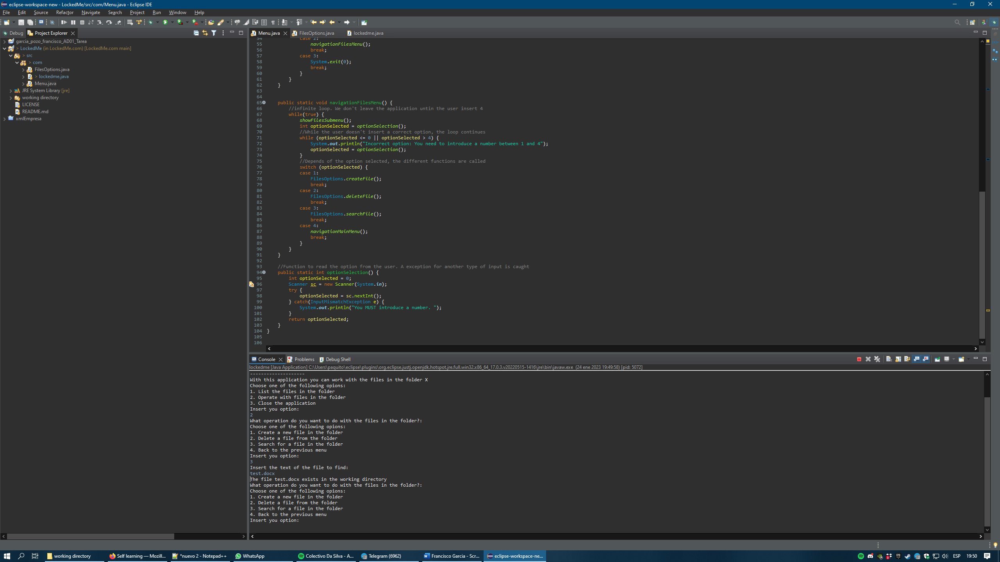 eclipse-workspace-new - LockedMe/src/com/Menu.java - Eclipse IDE
File Edit Source Refactor Navigate Search Project Run Window Help
Debug Project Explorer
garcia_pozo_francisco_AD01_Tarea
> LockedMe (in LockedMe.com) [LockedMe.com main]
> src
> com
FilesOptions.java
> lockedme.java
Menu.java
JRE System Library [jre]
working directory
LICENSE
README.md
xmlEmpresa
Menu.java FilesOptions.java lockedme.java
54 case 2:
55 navigationFilesMenu();
56 break;
57 case 3:
58 System.exit(0);
59 break;
60 }
61 }
62 }
63
64
65 public static void navigationFilesMenu() {
66 //infinite loop. We don't leave the application untin the user insert 4
67 while(true) {
68 showFilesSubmenu();
69 int optionSelected = optionSelection();
70 //While the user doesn't insert a correct option, the loop continues
71 while (optionSelected <= 0 || optionSelected > 4) {
72 System.out.println("Incorrect option: You need to introduce a number between 1 and 4");
73 optionSelected = optionSelection();
74 }
75 //Depends of the option selected, the different functions are called
76 switch (optionSelected) {
77 case 1:
78 FilesOptions.createFile();
79 break;
80 case 2:
81 FilesOptions.deleteFile();
82 break;
83 case 3:
84 FilesOptions.searchFile();
85 break;
86 case 4:
87 navigationMainMenu();
88 break;
89 }
90 }
91 }
92
93 //Function to read the option from the user. A exception for another type of input is caught
94 public static int optionSelection() {
95 int optionSelected = 0;
96 Scanner sc = new Scanner(System.in);
97 try {
98 optionSelected = sc.nextInt();
99 } catch(InputMismatchException e) {
100 System.out.println("You MUST introduce a number. ");
101 }
102 return optionSelected;
103 }
104 }
105
106
Console Problems Debug Shell
lockedme [Java Application] C:\Users\paquito\eclipse\plugins\org.eclipse.justj.openjdk.hotspot.jre.full.win32.x86_64_17.0.3.v20220515-1416\jre\bin\javaw.exe (24 ene 2023 19:49:58) [pid: 5072]
--------------------
With this application you can work with the files in the folder X
Choose one of the following opions:
1. List the files in the folder
2. Operate with files in the folder
3. Close the application
Insert you option:
2
What operation do you want to do with the files in the folder?:
Choose one of the following opions:
1. Create a new file in the folder
2. Delete a file from the folder
3. Search for a file in the folder
4. Back to the previous menu
Insert you option:
3
Insert the text of the file to find:
test.docx
The file test.docx exists in the working directory
What operation do you want to do with the files in the folder?:
Choose one of the following opions:
1. Create a new file in the folder
2. Delete a file from the folder
3. Search for a file in the folder
4. Back to the previous menu
Insert you option:
working directory Self learning — Mozill... *nuevo 2 - Notepad++ WhatsApp Colectivo Da Silva - A... Telegram (6962) Francisco Garcia - Scr... eclipse-workspace-ne... ESP 19:50